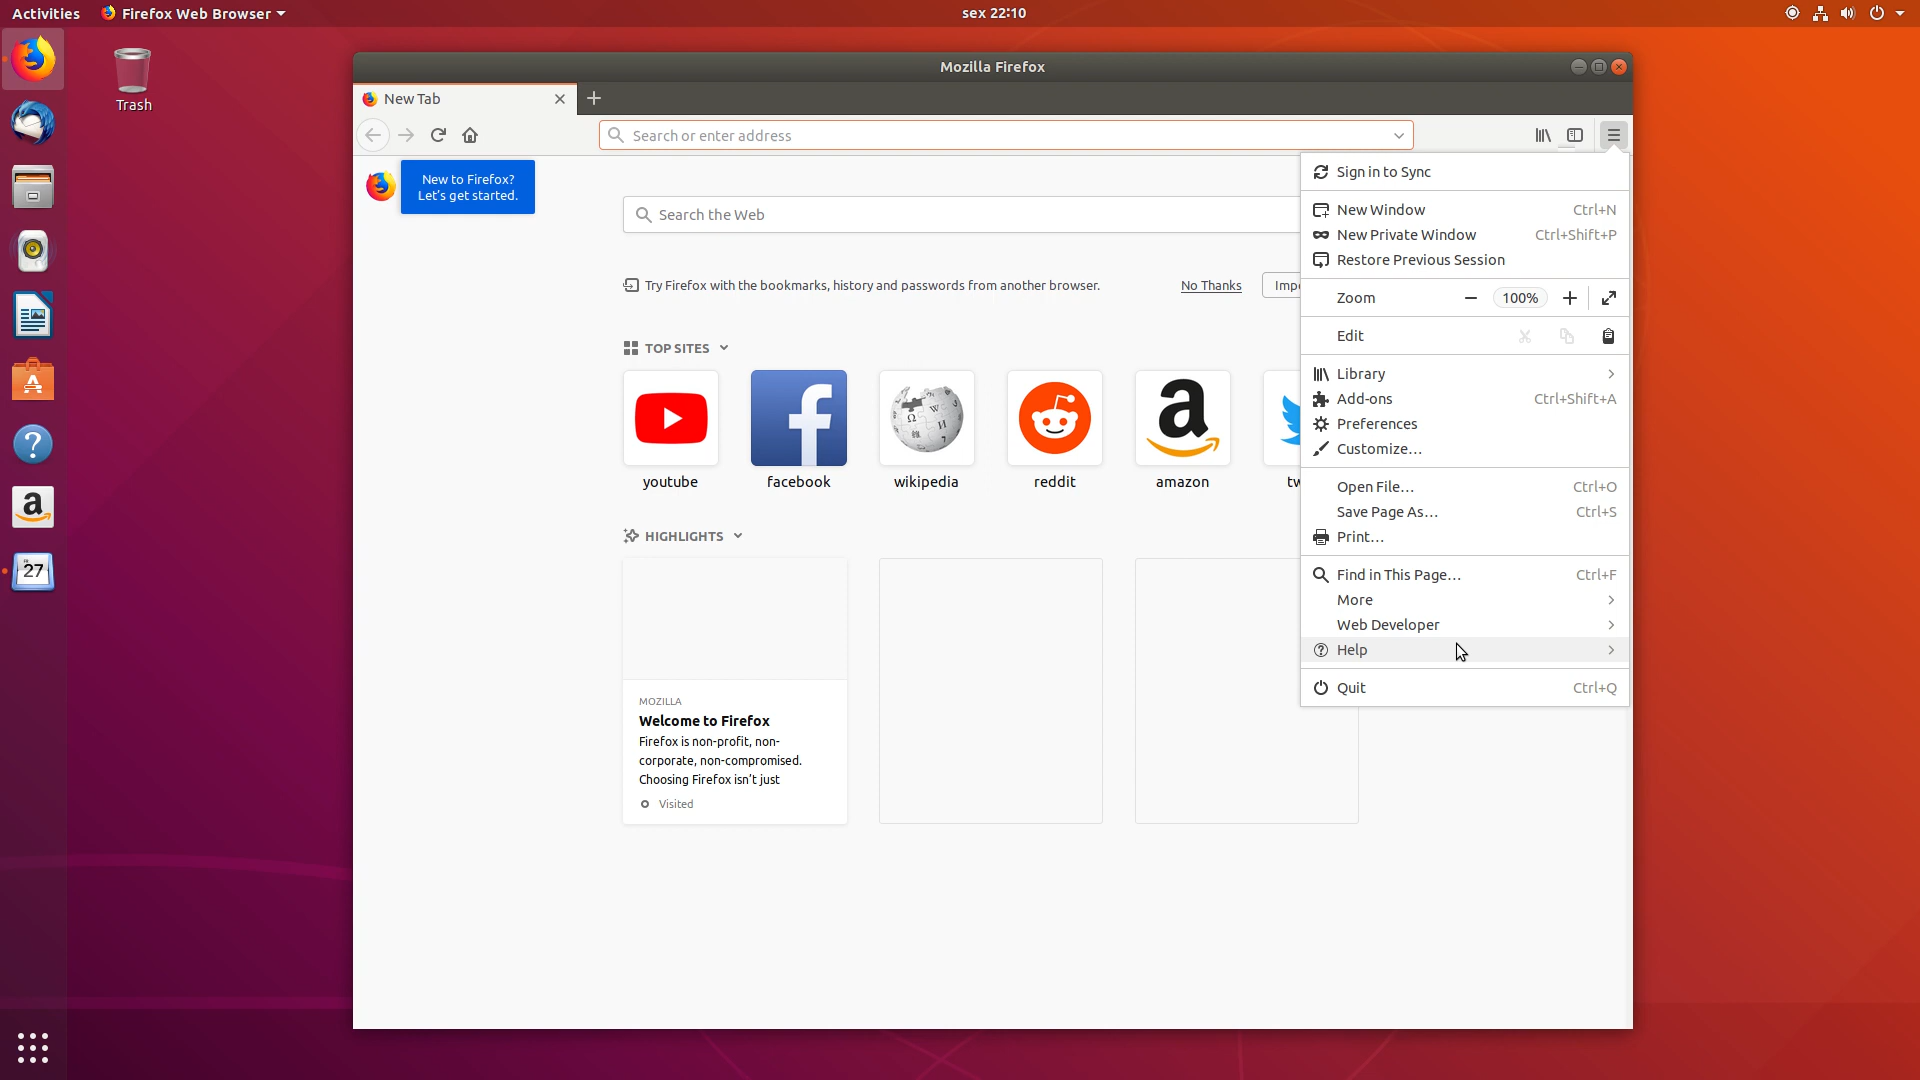 Activities
Firefox Web Browser
sex 22:10
Trash
27
Mozilla Firefox
New Tab
Search or enter address
New to Firefox?
Let's get started.
Search the Web
Try Firefox with the bookmarks, history and passwords from another browser.
No Thanks
Impo
TOP SITES
youtube
facebook
wikipedia
reddit
amazon
tw
HIGHLIGHTS
MOZILLA
Welcome to Firefox
Firefox is non-profit, non-
corporate, non-compromised.
Choosing Firefox isn't just
Visited
Sign in to Sync
New Window Ctrl+N
New Private Window Ctrl+Shift+P
Restore Previous Session
Zoom 100%
Edit
Library
Add-ons Ctrl+Shift+A
Preferences
Customize...
Open File... Ctrl+O
Save Page As... Ctrl+S
Print...
Find in This Page... Ctrl+F
More
Web Developer
Help
Quit Ctrl+Q